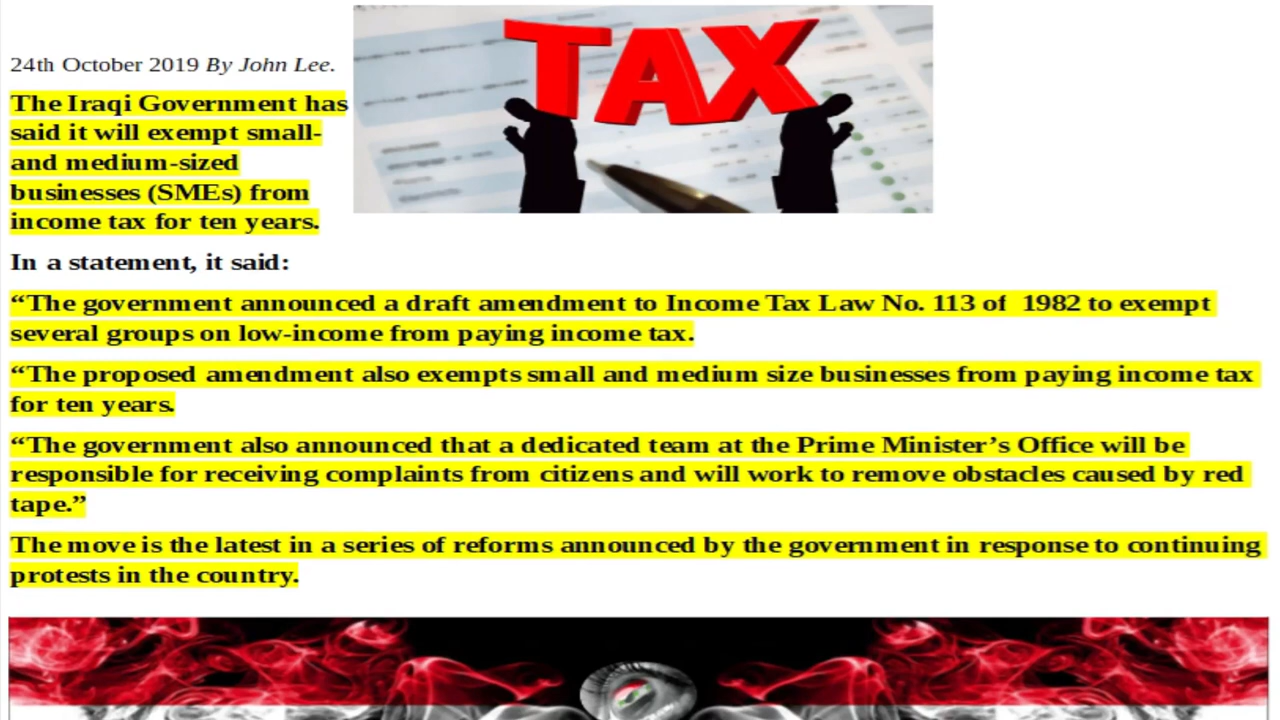 TAX
24th October 2019 By John Lee.
The Iraqi Government has
said it will exempt small-
and medium-sized
businesses (SMEs) from
income tax for ten years.
In a statement, it said:
“The government announced a draft amendment to Income Tax Law No. 113 of 1982 to exempt
several groups on low-income from paying income tax.
“The proposed amendment also exempts small and medium size businesses from paying income tax
for ten years.
“The government also announced that a dedicated team at the Prime Minister’s Office will be
responsible for receiving complaints from citizens and will work to remove obstacles caused by red
tape.”
The move is the latest in a series of reforms announced by the government in response to continuing
protests in the country.